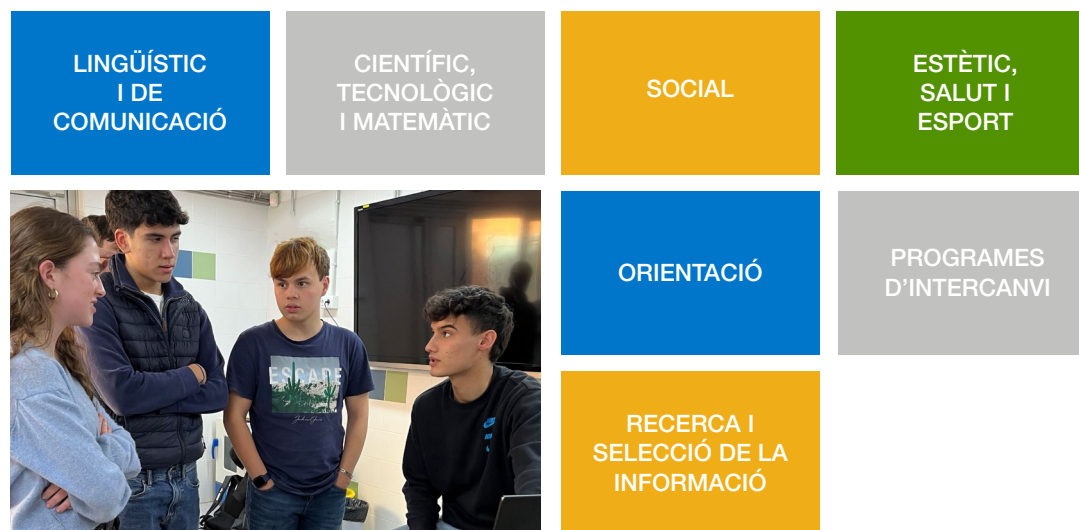 LINGÜÍSTIC
I DE
COMUNICACIÓ
CIENTÍFIC,
TECNOLÒGIC
I MATEMÀTIC
SOCIAL
ESTÈTIC,
SALUT I
ESPORT
ESCAPE
ORIENTACIÓ
PROGRAMES
D'INTERCANVI
RECERCA I
SELECCIÓ DE LA
INFORMACIÓ